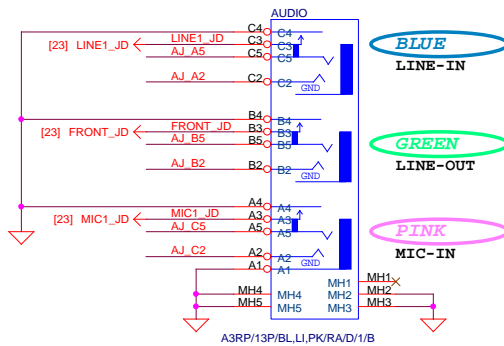 AUDIO
C4 C4
[23] LINE1_JD LINE1_JD C3 C3
AJ_A5 C5 C5
BLUE
LINE-IN
AJ_A2 C2 C2
GND
B4 B4
[23] FRONT_JD FRONT_JD B3 B3
AJ_B5 B5 B5
GREEN
LINE-OUT
AJ_B2 B2 B2
GND
A4 A4
[23] MIC1_JD MIC1_JD A3 A3
AJ_C5 A5 A5
PINK
MIC-IN
AJ_C2 A2 A2
GND
A1 A1
MH1 MH1
MH4 MH4 MH2 MH2
MH5 MH5 MH3 MH3
A3RP/13P/BL,LI,PK/RA/D/1/B